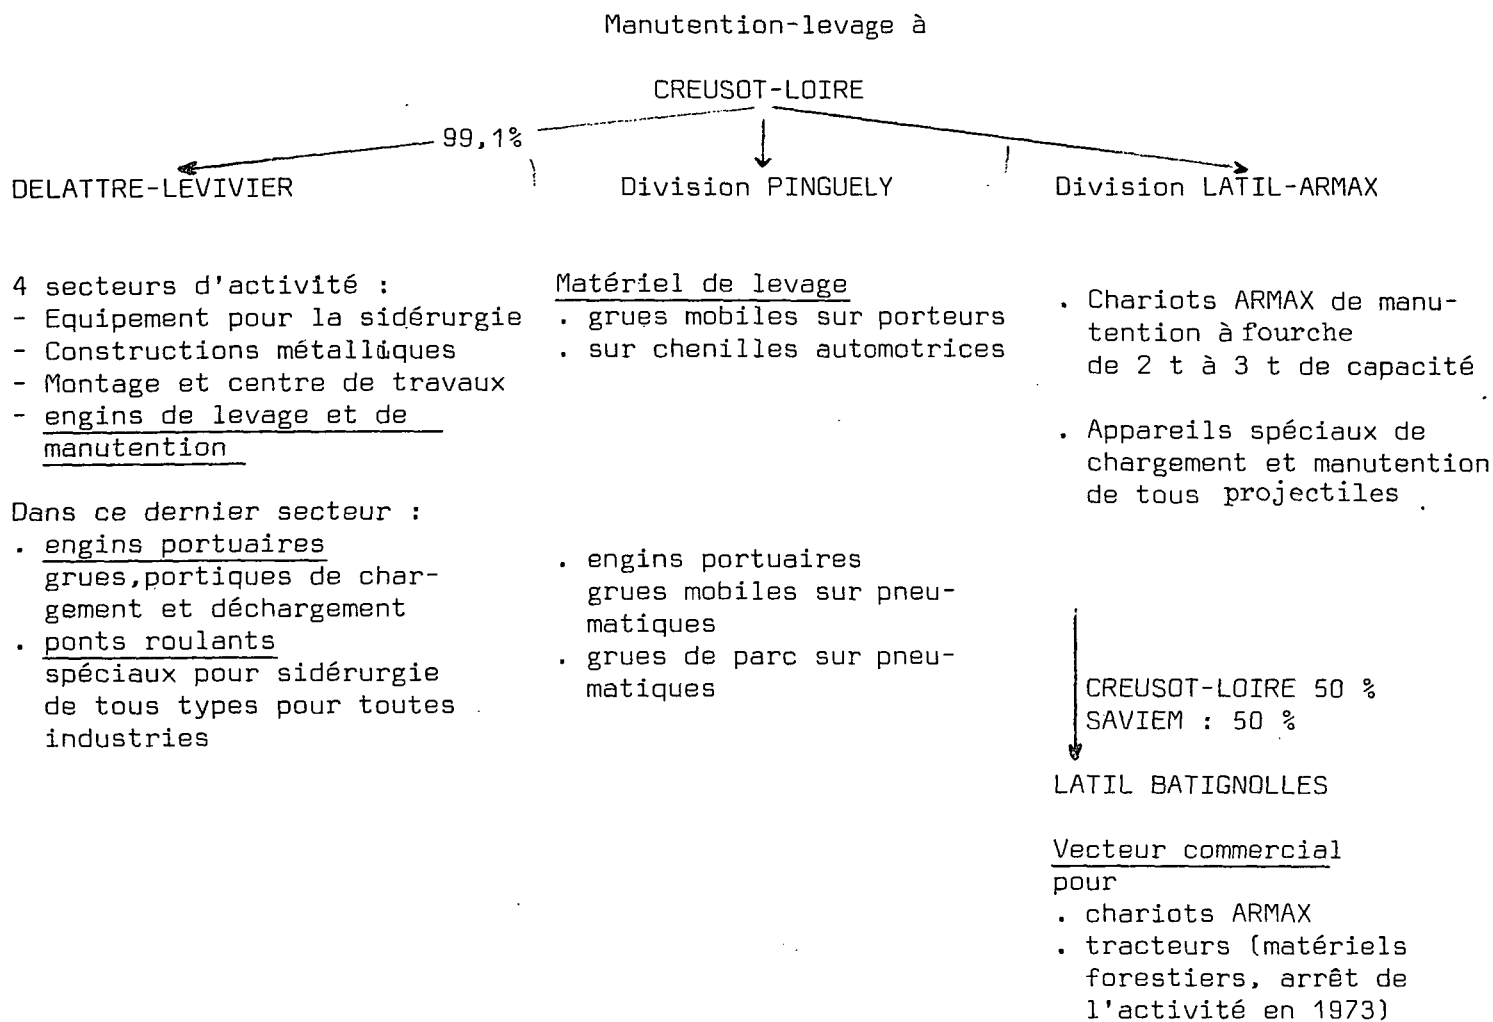 Manutention-levage à
CREUSOT-LOIRE
99,1%
DELATTRE-LEVIVIER
4 secteurs d'activité :
- Equipement pour la sidérurgie
- Constructions métalliques
- Montage et centre de travaux
- engins de levage et de
manutention
Dans ce dernier secteur :
. engins portuaires
grues,portiques de char-
gement et déchargement
. ponts roulants
spéciaux pour sidérurgie
de tous types pour toutes
industries
Division PINGUELY
Matériel de levage
. grues mobiles sur porteurs
. sur chenilles automotrices
. engins portuaires
grues mobiles sur pneu-
matiques
. grues de parc sur pneu-
matiques
Division LATIL-ARMAX
. Chariots ARMAX de manu-
tention à fourche
de 2 t à 3 t de capacité
. Appareils spéciaux de
chargement et manutention
de tous projectiles
CREUSOT-LOIRE 50 %
SAVIEM : 50 %
LATIL BATIGNOLLES
Vecteur commercial
pour
. chariots ARMAX
. tracteurs (matériels
forestiers, arrêt de
l'activité en 1973)